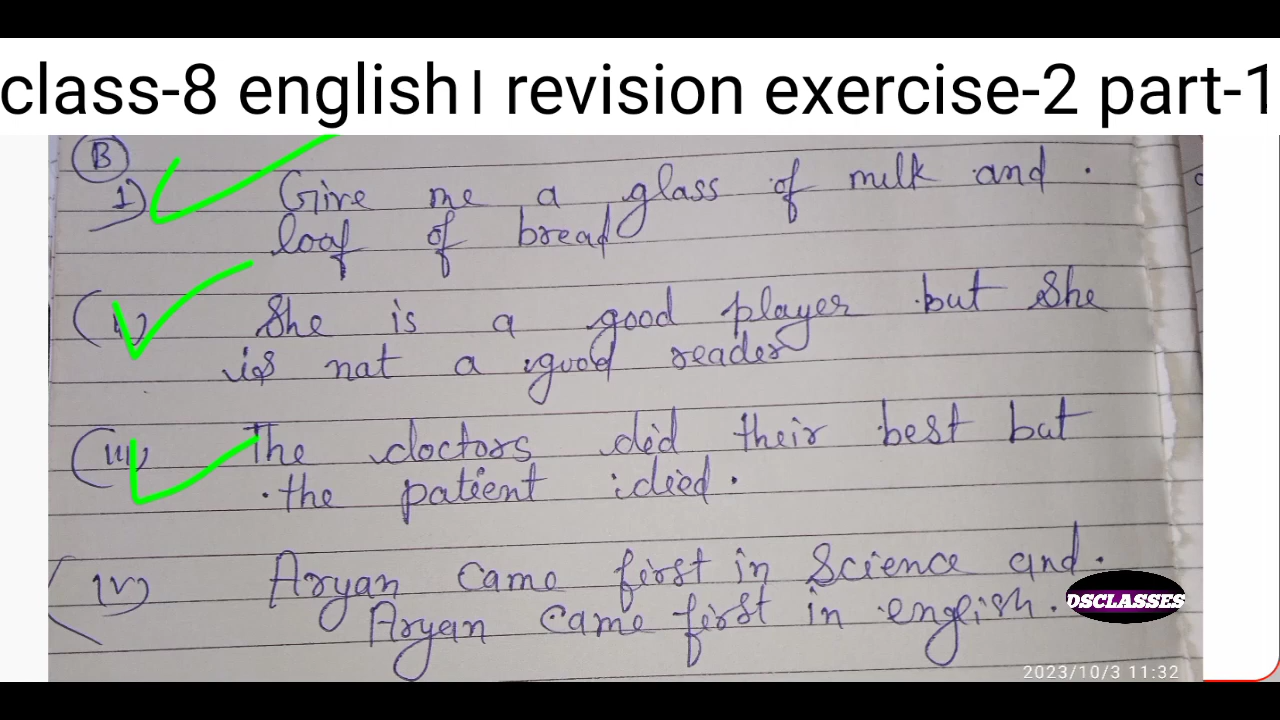 class-8 english। revision exercise-2 part-1
B
1) Give me a glass of milk and
loaf of bread
(ii) She is a good player but she
is not a good reader
(iii) The doctors did their best but
the patient died.
(iv) Aryan came first in Science and
Aryan came first in english.
DSCLASSES
2023/10/3 11:32